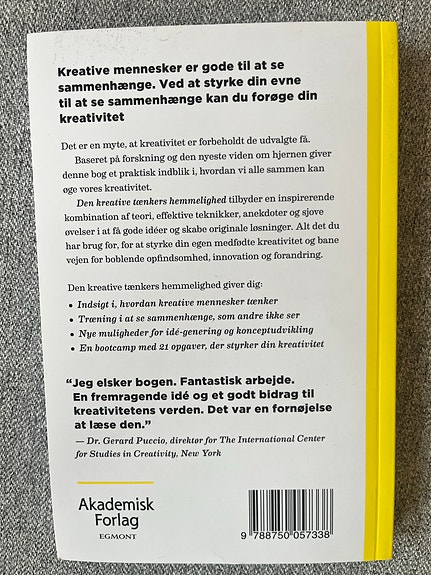 Kreative mennesker er gode til at se
sammenhænge. Ved at styrke din evne
til at se sammenhænge kan du forøge din
kreativitet
Det er en myte, at kreativitet er forbeholdt de udvalgte få.
Baseret på forskning og den nyeste viden om hjernen giver
denne bog et praktisk indblik i, hvordan vi alle sammen kan
øge vores kreativitet.
Den kreative tænkers hemmelighed tilbyder en inspirerende
kombination af teori, effektive teknikker, anekdoter og sjove
øvelser i at få gode idéer og skabe originale løsninger. Alt det du
har brug for, for at styrke din egen medfødte kreativitet og bane
vejen for boblende opfindsomhed, innovation og forandring.
Den kreative tænkers hemmelighed giver dig:
• Indsigt i, hvordan kreative mennesker tænker
• Træning i at se sammenhænge, som andre ikke ser
• Nye muligheder for idé-genering og konceptudvikling
• En bootcamp med 21 opgaver, der styrker din kreativitet
“Jeg elsker bogen. Fantastisk arbejde.
En fremragende idé og et godt bidrag til
kreativitetens verden. Det var en fornøjelse
at læse den.”
— Dr. Gerard Puccio, direktør for The International Center
for Studies in Creativity, New York
Akademisk
Forlag
EGMONT
9 788750 057338